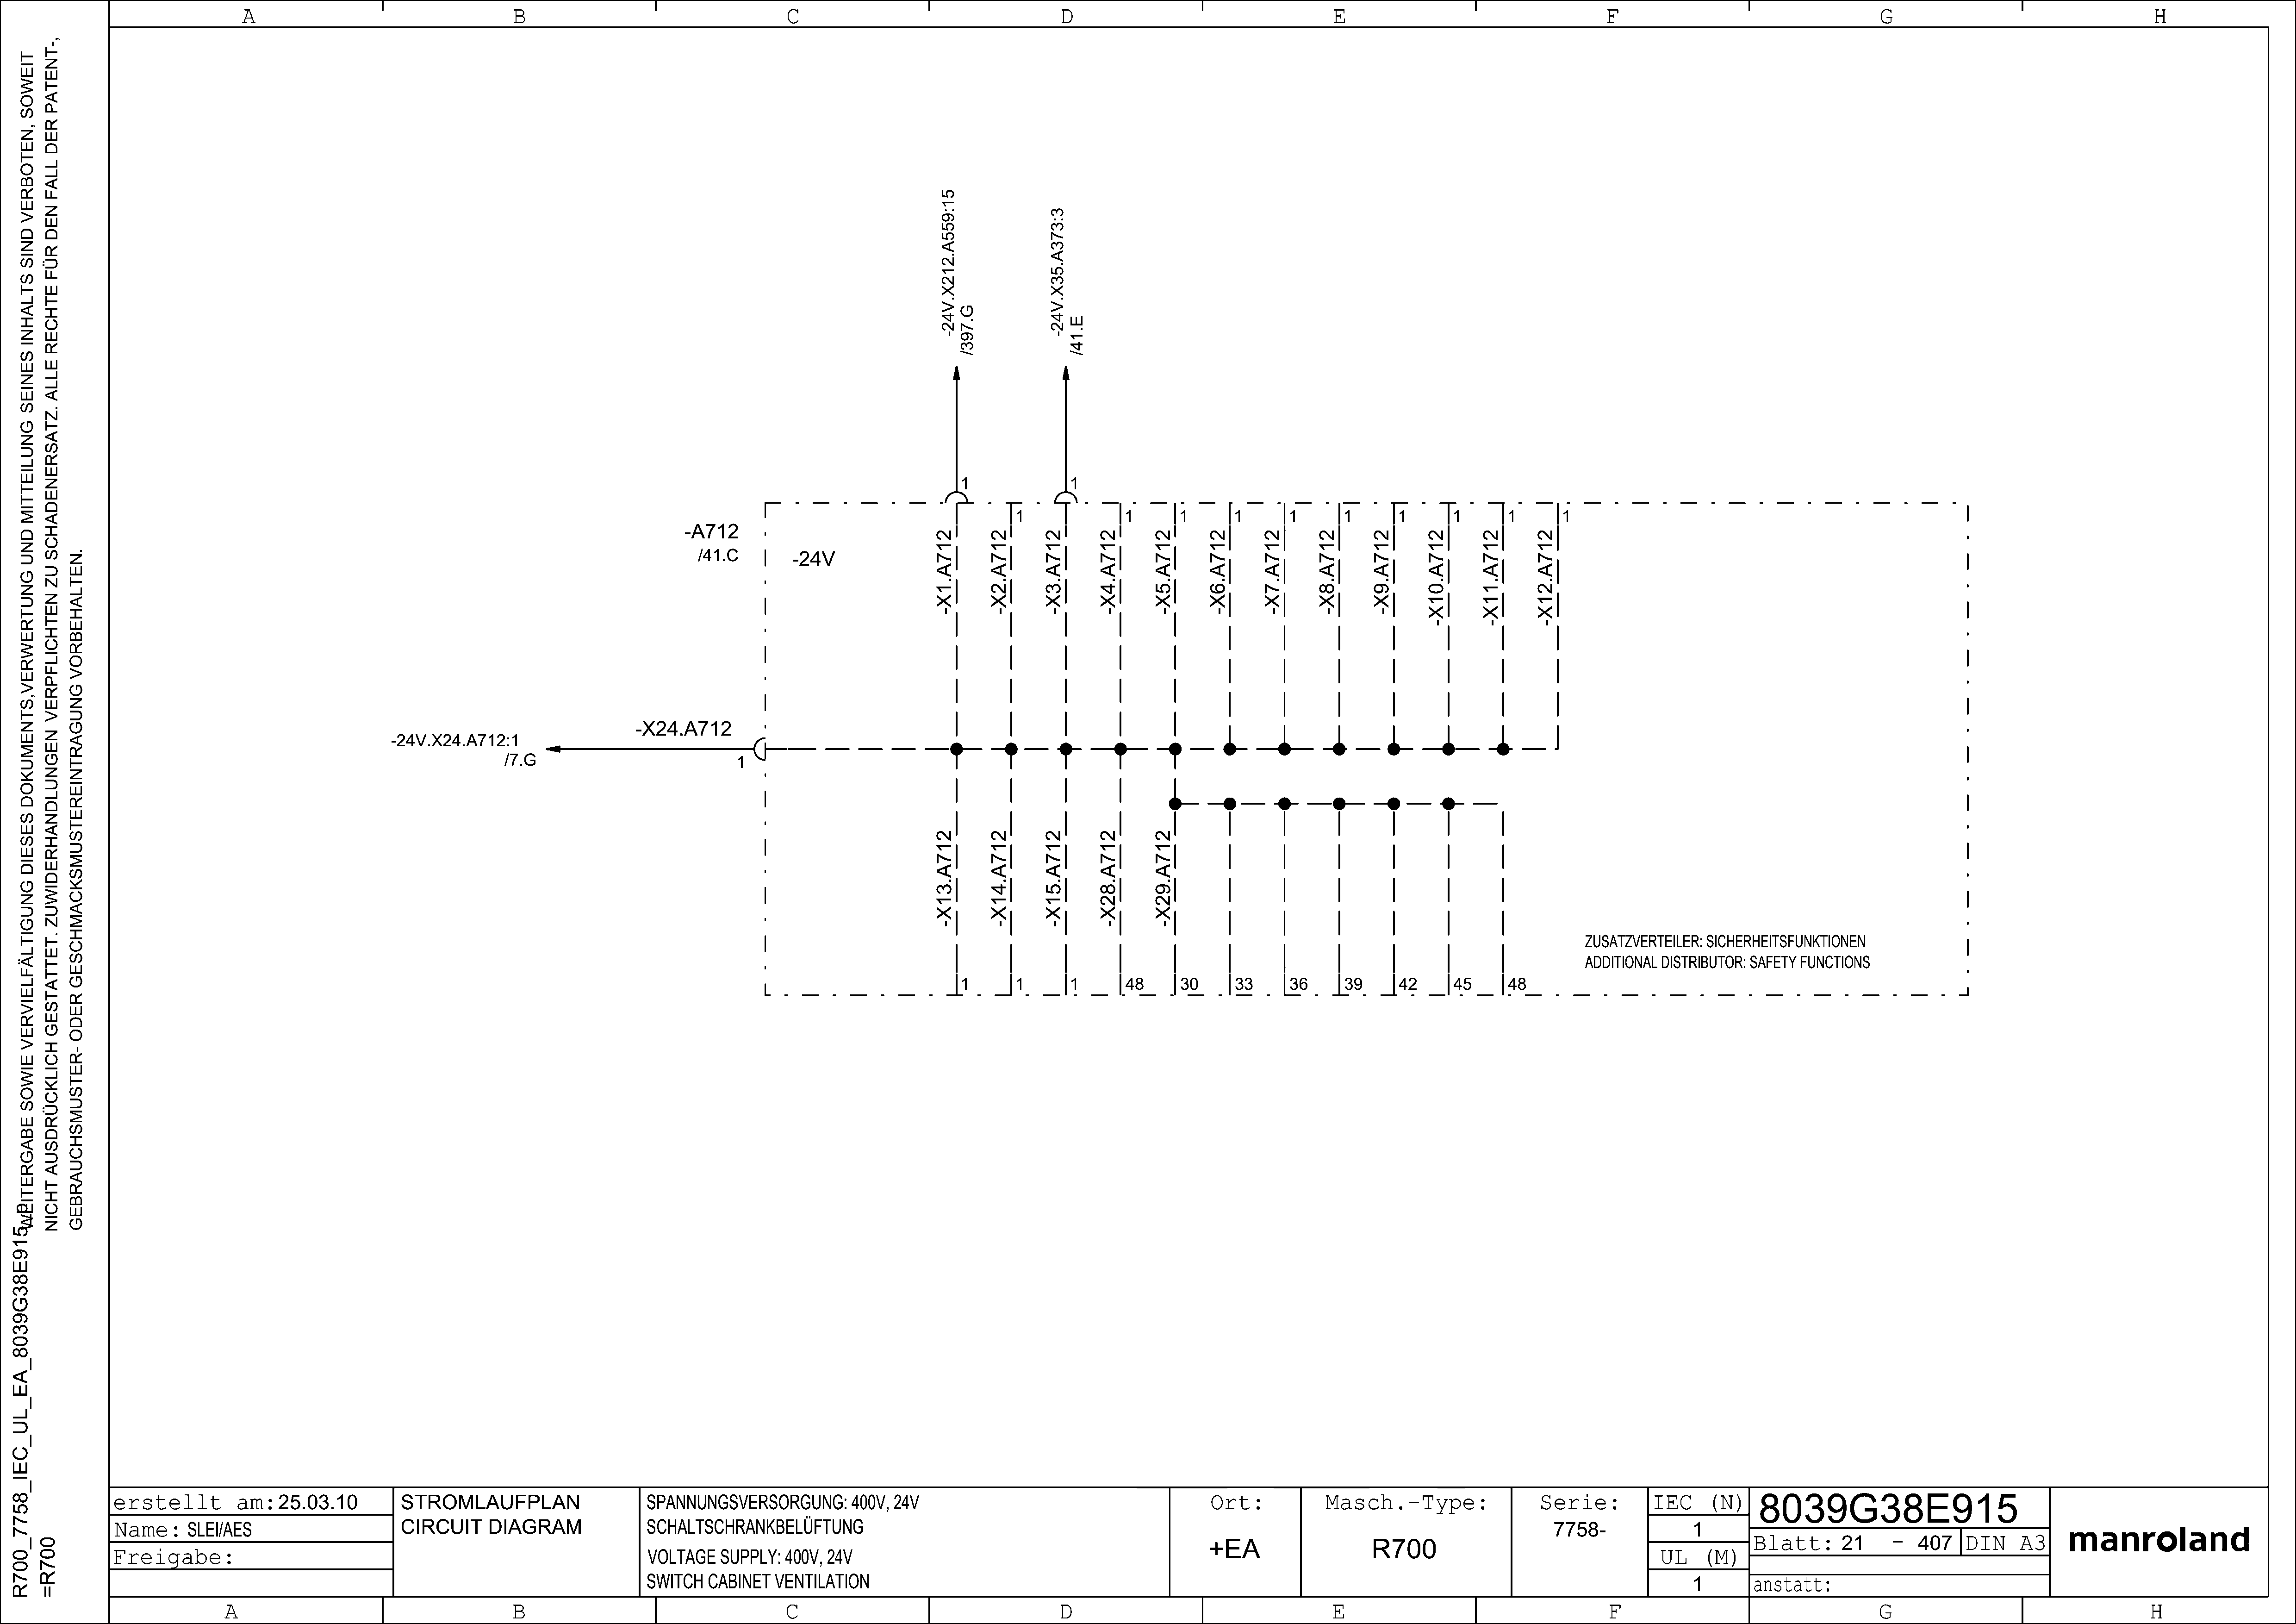 A B C D E F G H
WEITERGABE SOWIE VERVIELFÄLTIGUNG DIESES DOKUMENTS,VERWERTUNG UND MITTEILUNG SEINES INHALTS SIND VERBOTEN, SOWEIT
NICHT AUSDRÜCKLICH GESTATTET. ZUWIDERHANDLUNGEN VERPFLICHTEN ZU SCHADENERSATZ. ALLE RECHTE FÜR DEN FALL DER PATENT-,
GEBRAUCHSMUSTER- ODER GESCHMACKSMUSTEREINTRAGUNG VORBEHALTEN.
R700_7758_IEC_UL_EA_8039G38E915_D
=R700
-24V.X212.A559:15
/397.G
-24V.X35.A373:3
/41.E
1 1
1 1 1 1 1 1 1 1 1 1
-A712
/41.C
-24V
-X1.A712
-X2.A712
-X3.A712
-X4.A712
-X5.A712
-X6.A712
-X7.A712
-X8.A712
-X9.A712
-X10.A712
-X11.A712
-X12.A712
-X24.A712
-24V.X24.A712:1
/7.G
1
-X13.A712
-X14.A712
-X15.A712
-X28.A712
-X29.A712
ZUSATZVERTEILER: SICHERHEITSFUNKTIONEN
ADDITIONAL DISTRIBUTOR: SAFETY FUNCTIONS
1 1 1 48 30 33 36 39 42 45 48
erstellt am: 25.03.10
Name: SLEI/AES
Freigabe:
STROMLAUFPLAN
CIRCUIT DIAGRAM
SPANNUNGSVERSORGUNG: 400V, 24V
SCHALTSCHRANKBELÜFTUNG
VOLTAGE SUPPLY: 400V, 24V
SWITCH CABINET VENTILATION
Ort:
+EA
Masch.-Type:
R700
Serie:
7758-
IEC (N)
1
UL (M)
1
8039G38E915
Blatt: 21 - 407 DIN A3
anstatt:
manroland
A B C D E F G H